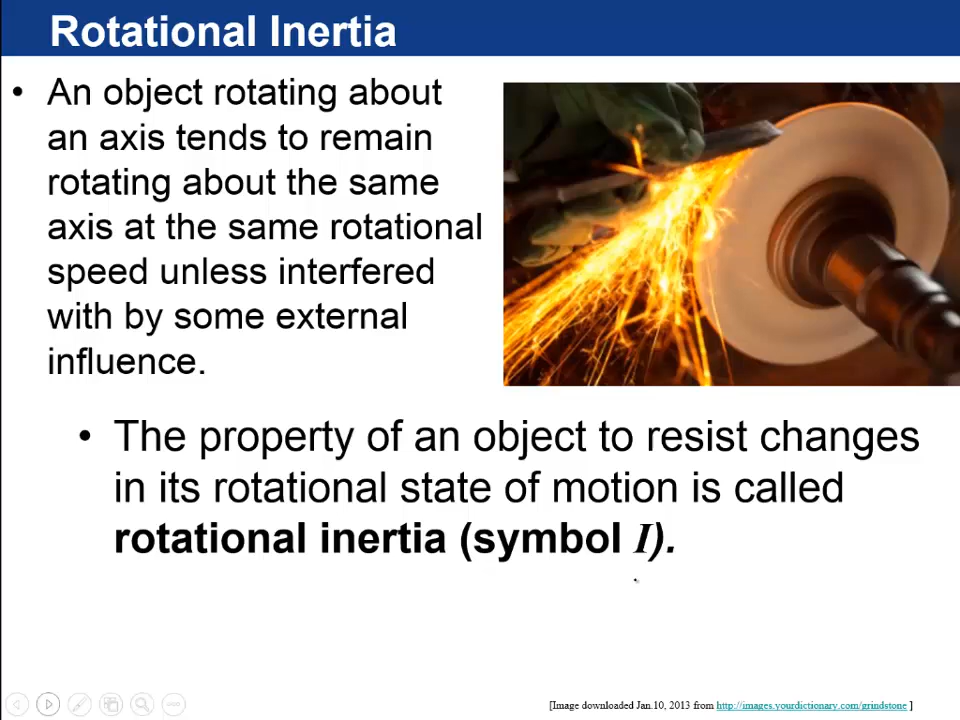 Rotational Inertia
• An object rotating about
an axis tends to remain
rotating about the same
axis at the same rotational
speed unless interfered
with by some external
influence.
• The property of an object to resist changes
in its rotational state of motion is called
rotational inertia (symbol I).
[Image downloaded Jan.10, 2013 from http://images.yourdictionary.com/grindstone ]